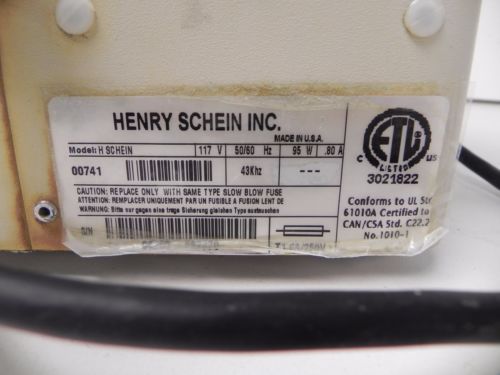 HENRY SCHEIN INC.
MADE IN U.S.A.
Model: H SCHEIN 117 V 50/60 Hz 95 W .80 A
00741 43Khz ---
CAUTION: REPLACE ONLY WITH SAME TYPE SLOW BLOW FUSE
ATTENTION: REMPLACER UNIQUEMENT PAR UN FUSIBLE A FUSION LENT DE
WARNUNG: Bitte nur gegen eine trage Sicherung gleichen Type austauschen
S/N
C ETL US
LISTED
3021822
Conforms to UL Std
61010A Certified to
CAN/CSA Std. C22.2
No.1010-1